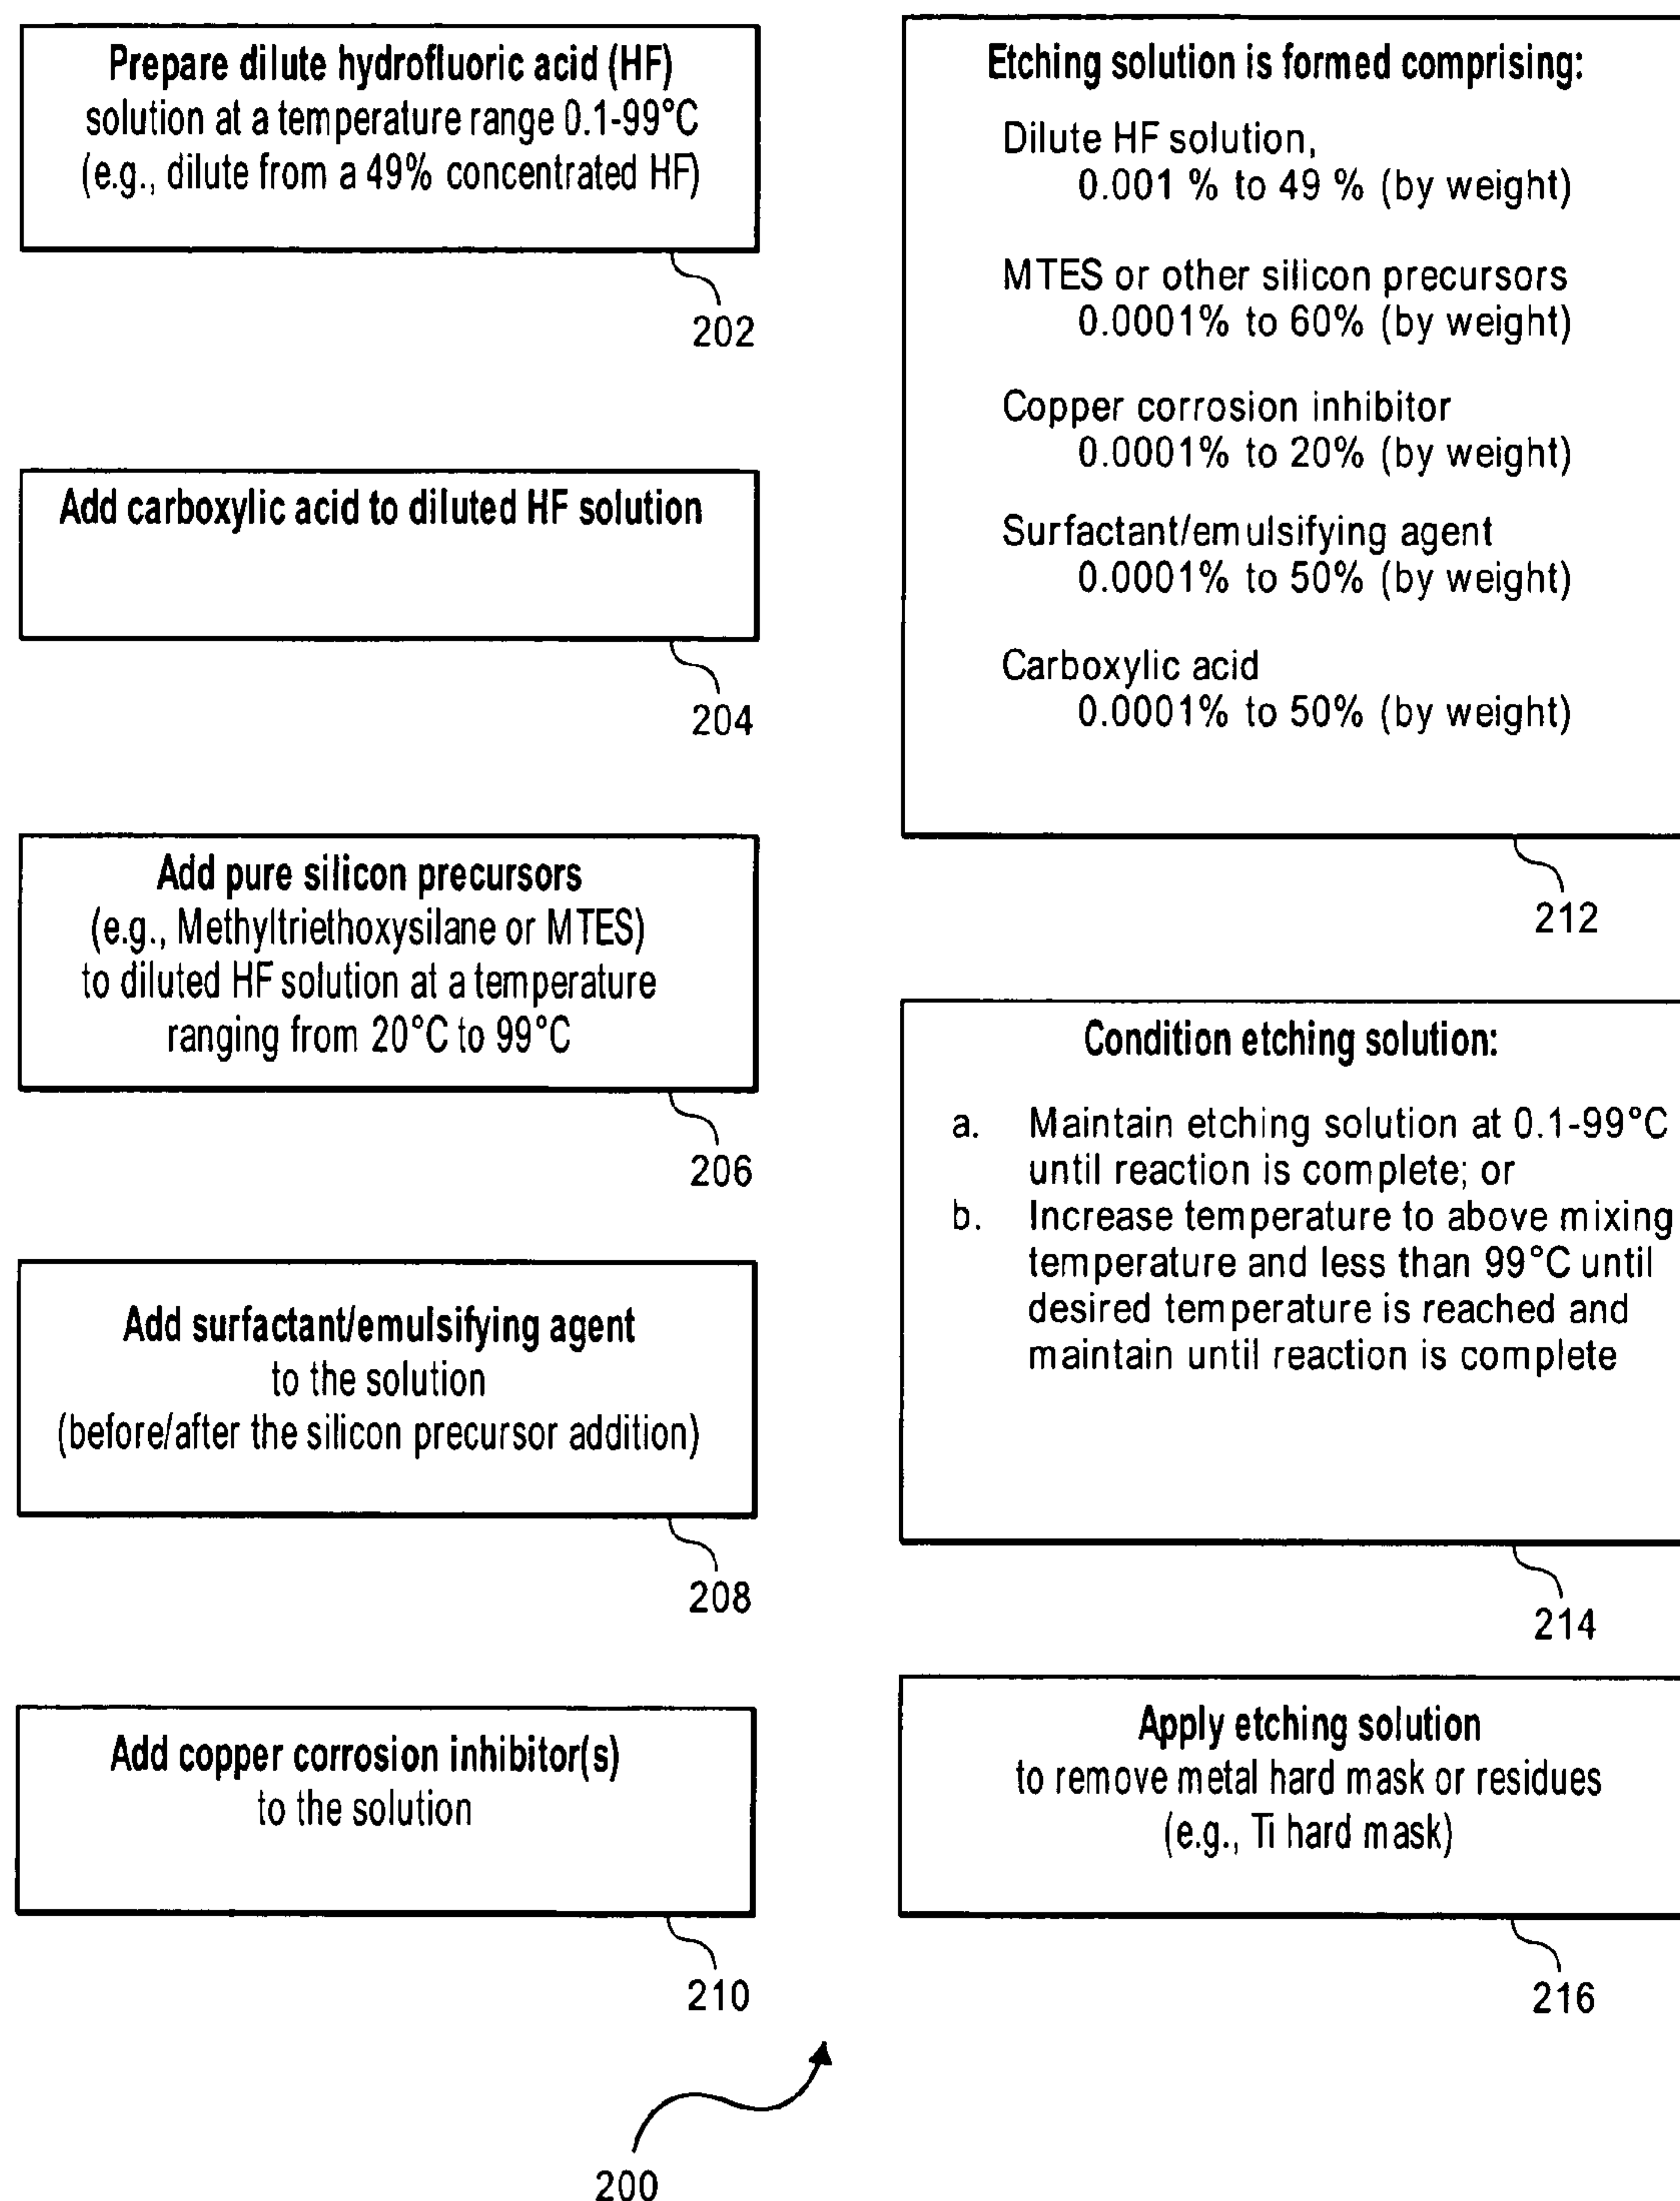 Prepare dilute hydrofluoric acid (HF)
solution at a temperature range 0.1-99°C
(e.g., dilute from a 49% concentrated HF)
202
Add carboxylic acid to diluted HF solution
204
Add pure silicon precursors
(e.g., Methyltriethoxysilane or MTES)
to diluted HF solution at a temperature
ranging from 20°C to 99°C
206
Add surfactant/emulsifying agent
to the solution
(before/after the silicon precursor addition)
208
Add copper corrosion inhibitor(s)
to the solution
210
Etching solution is formed comprising:
Dilute HF solution,
0.001 % to 49 % (by weight)
MTES or other silicon precursors
0.0001% to 60% (by weight)
Copper corrosion inhibitor
0.0001% to 20% (by weight)
Surfactant/emulsifying agent
0.0001% to 50% (by weight)
Carboxylic acid
0.0001% to 50% (by weight)
212
Condition etching solution:
a. Maintain etching solution at 0.1-99°C
until reaction is complete; or
b. Increase temperature to above mixing
temperature and less than 99°C until
desired temperature is reached and
maintain until reaction is complete
214
Apply etching solution
to remove metal hard mask or residues
(e.g., Ti hard mask)
216
200